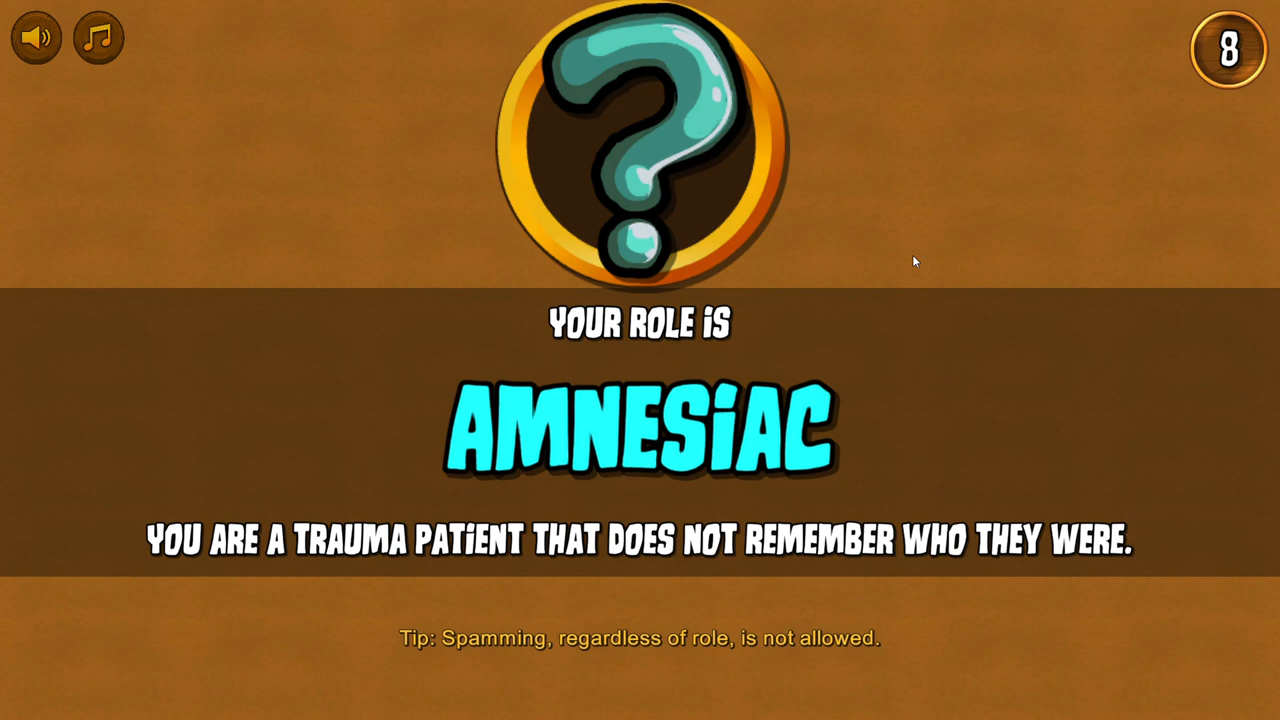 8
YOUR ROLE iS
AMNESiAC
YOU ARE A TRAUMA PATiENT THAT DOES NOT REMEMBER WHO THEY WERE.
Tip: Spamming, regardless of role, is not allowed.